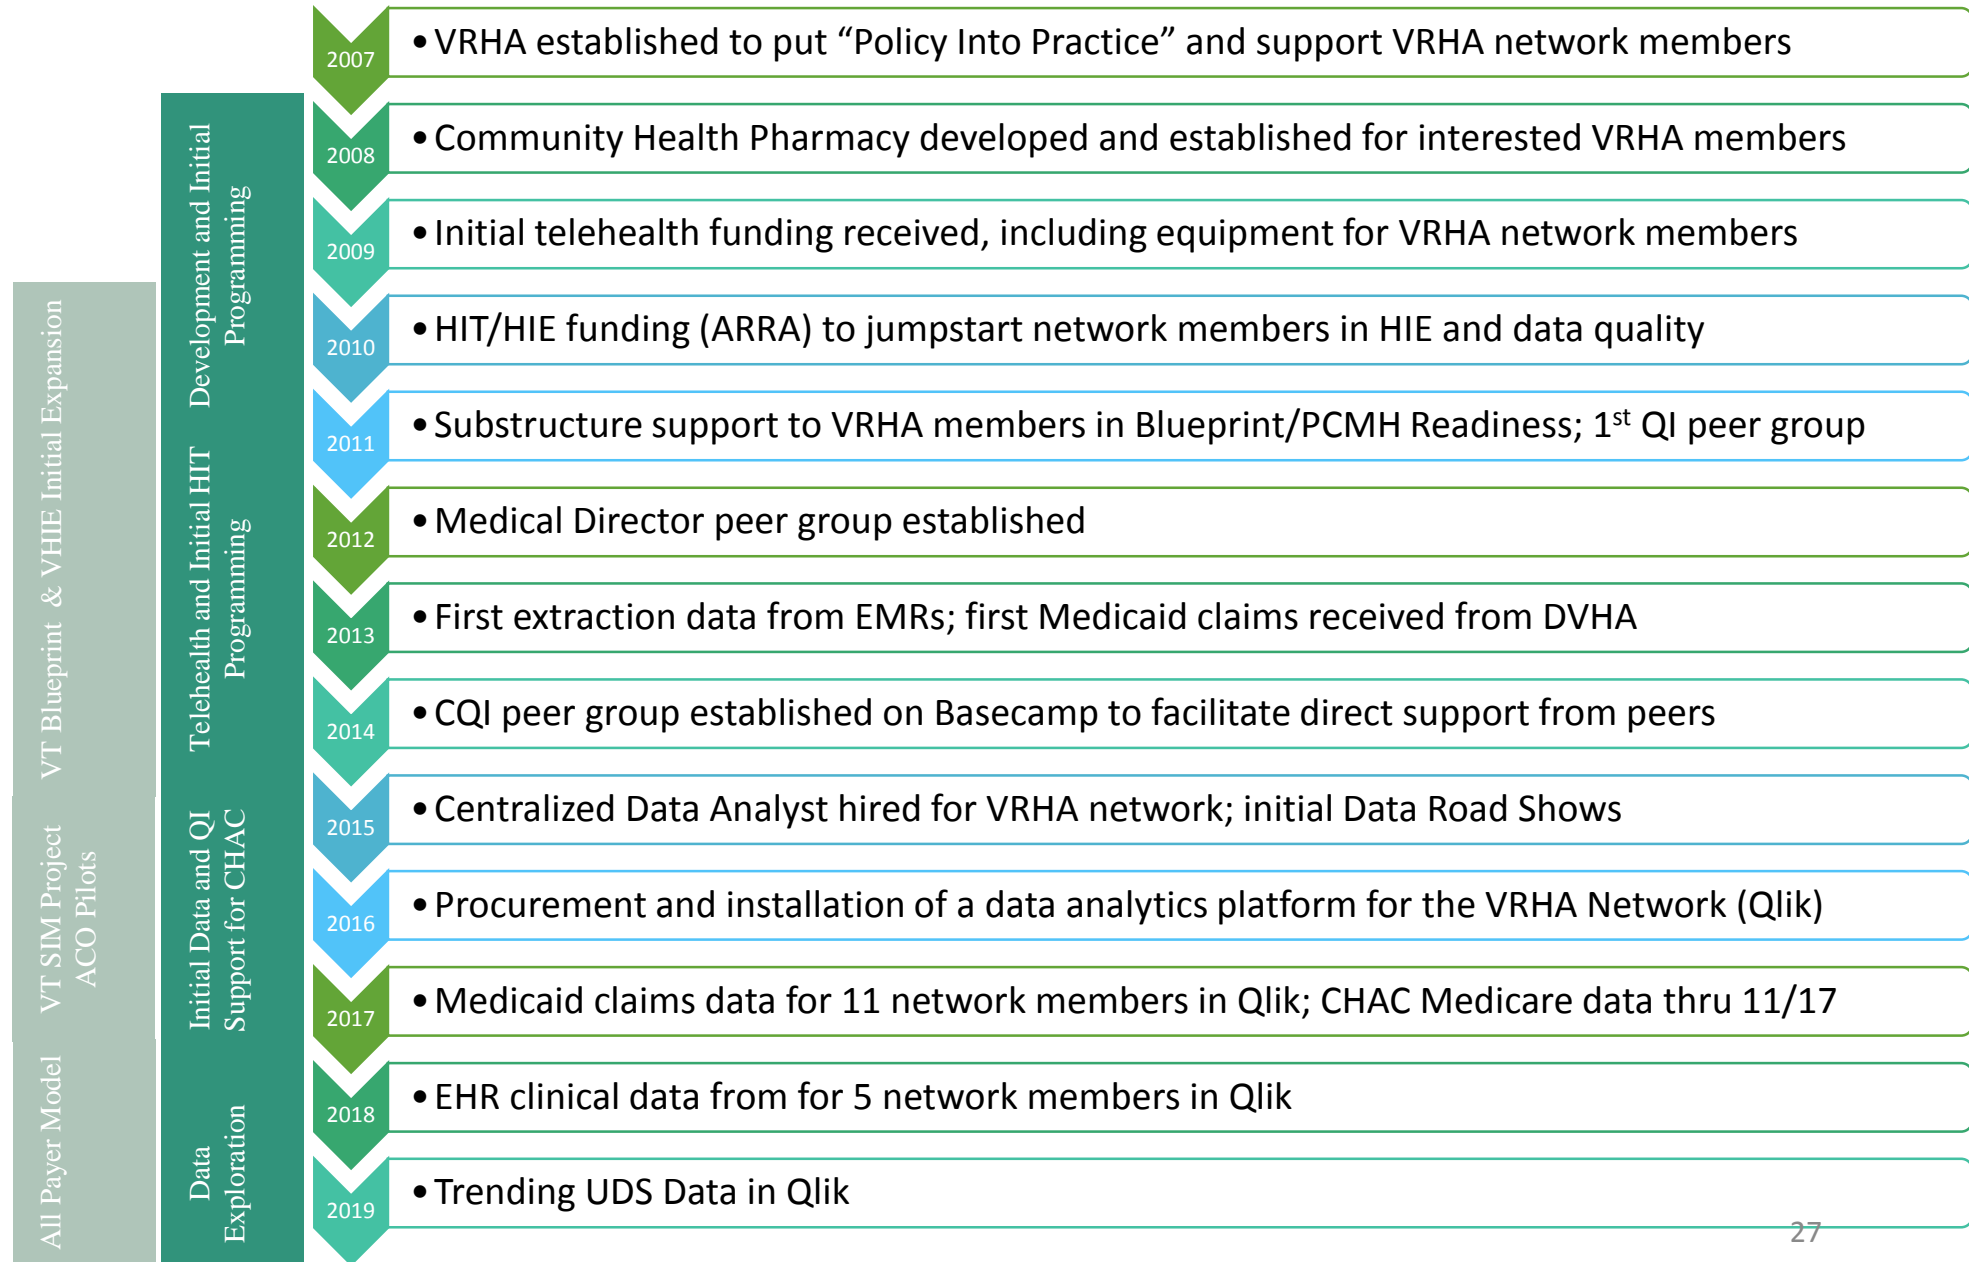 2007
• VRHA established to put “Policy Into Practice” and support VRHA network members
2008
• Community Health Pharmacy developed and established for interested VRHA members
2009
• Initial telehealth funding received, including equipment for VRHA network members
2010
• HIT/HIE funding (ARRA) to jumpstart network members in HIE and data quality
2011
• Substructure support to VRHA members in Blueprint/PCMH Readiness; 1st QI peer group
2012
• Medical Director peer group established
2013
• First extraction data from EMRs; first Medicaid claims received from DVHA
2014
• CQI peer group established on Basecamp to facilitate direct support from peers
2015
• Centralized Data Analyst hired for VRHA network; initial Data Road Shows
2016
• Procurement and installation of a data analytics platform for the VRHA Network (Qlik)
2017
• Medicaid claims data for 11 network members in Qlik; CHAC Medicare data thru 11/17
2018
• EHR clinical data from for 5 network members in Qlik
2019
• Trending UDS Data in Qlik
Development and Initial
Programming
Telehealth and Initial HIT
Programming
Initial Data and QI
Support for CHAC
Data
Exploration
VT Blueprint & VHIE Initial Expansion
VT SIM Project
ACO Pilots
All Payer Model
27